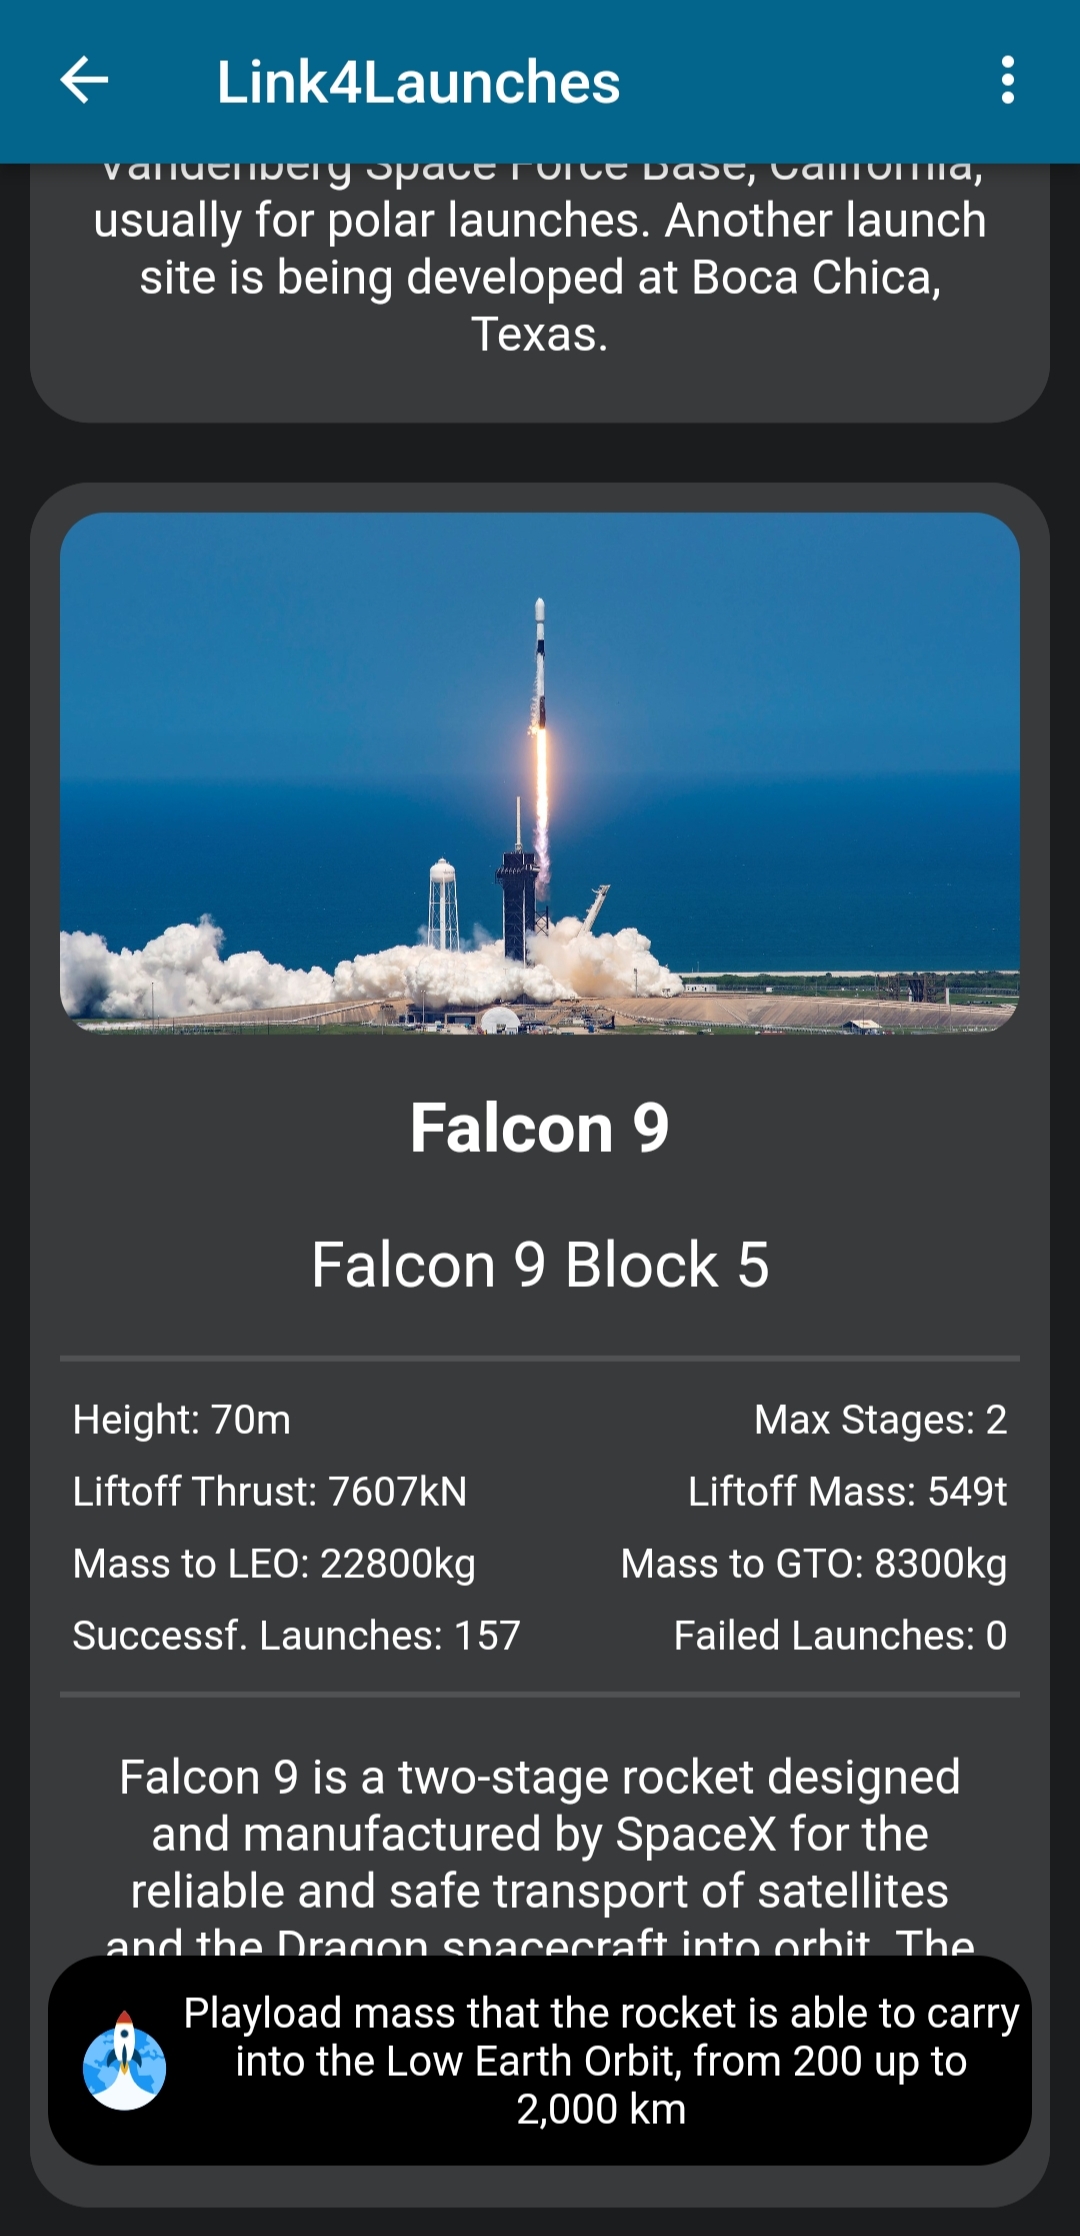 Link4Launches
Vandenberg Space Force Base, California,
usually for polar launches. Another launch
site is being developed at Boca Chica,
Texas.
Falcon 9
Falcon 9 Block 5
Height: 70m
Max Stages: 2
Liftoff Thrust: 7607kN
Liftoff Mass: 549t
Mass to LEO: 22800kg
Mass to GTO: 8300kg
Successf. Launches: 157
Failed Launches: 0
Falcon 9 is a two-stage rocket designed
and manufactured by SpaceX for the
reliable and safe transport of satellites
and the Dragon spacecraft into orbit. The
Playload mass that the rocket is able to carry
into the Low Earth Orbit, from 200 up to
2,000 km